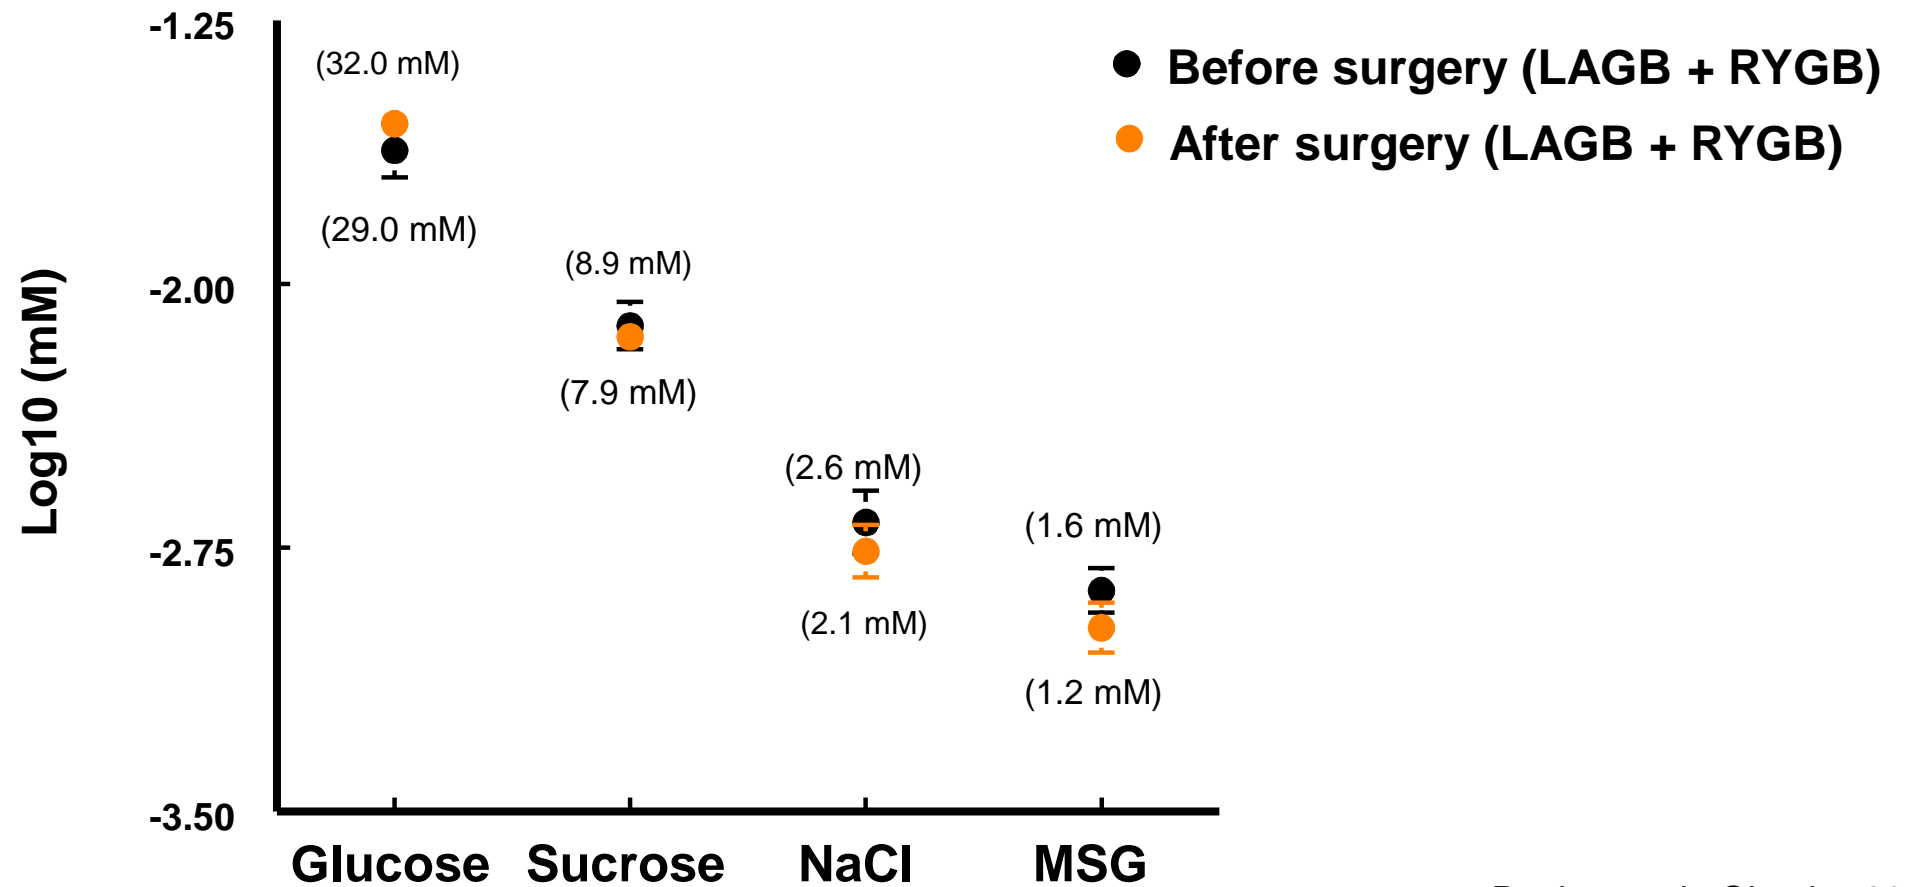 -1.25
(32.0 mM)
Before surgery (LAGB + RYGB)
After surgery (LAGB + RYGB)
(29.0 mM)
(8.9 mM)
-2.00
Log10 (mM)
(7.9 mM)
(2.6 mM)
(1.6 mM)
-2.75
(2.1 mM)
(1.2 mM)
-3.50
Glucose Sucrose NaCl MSG